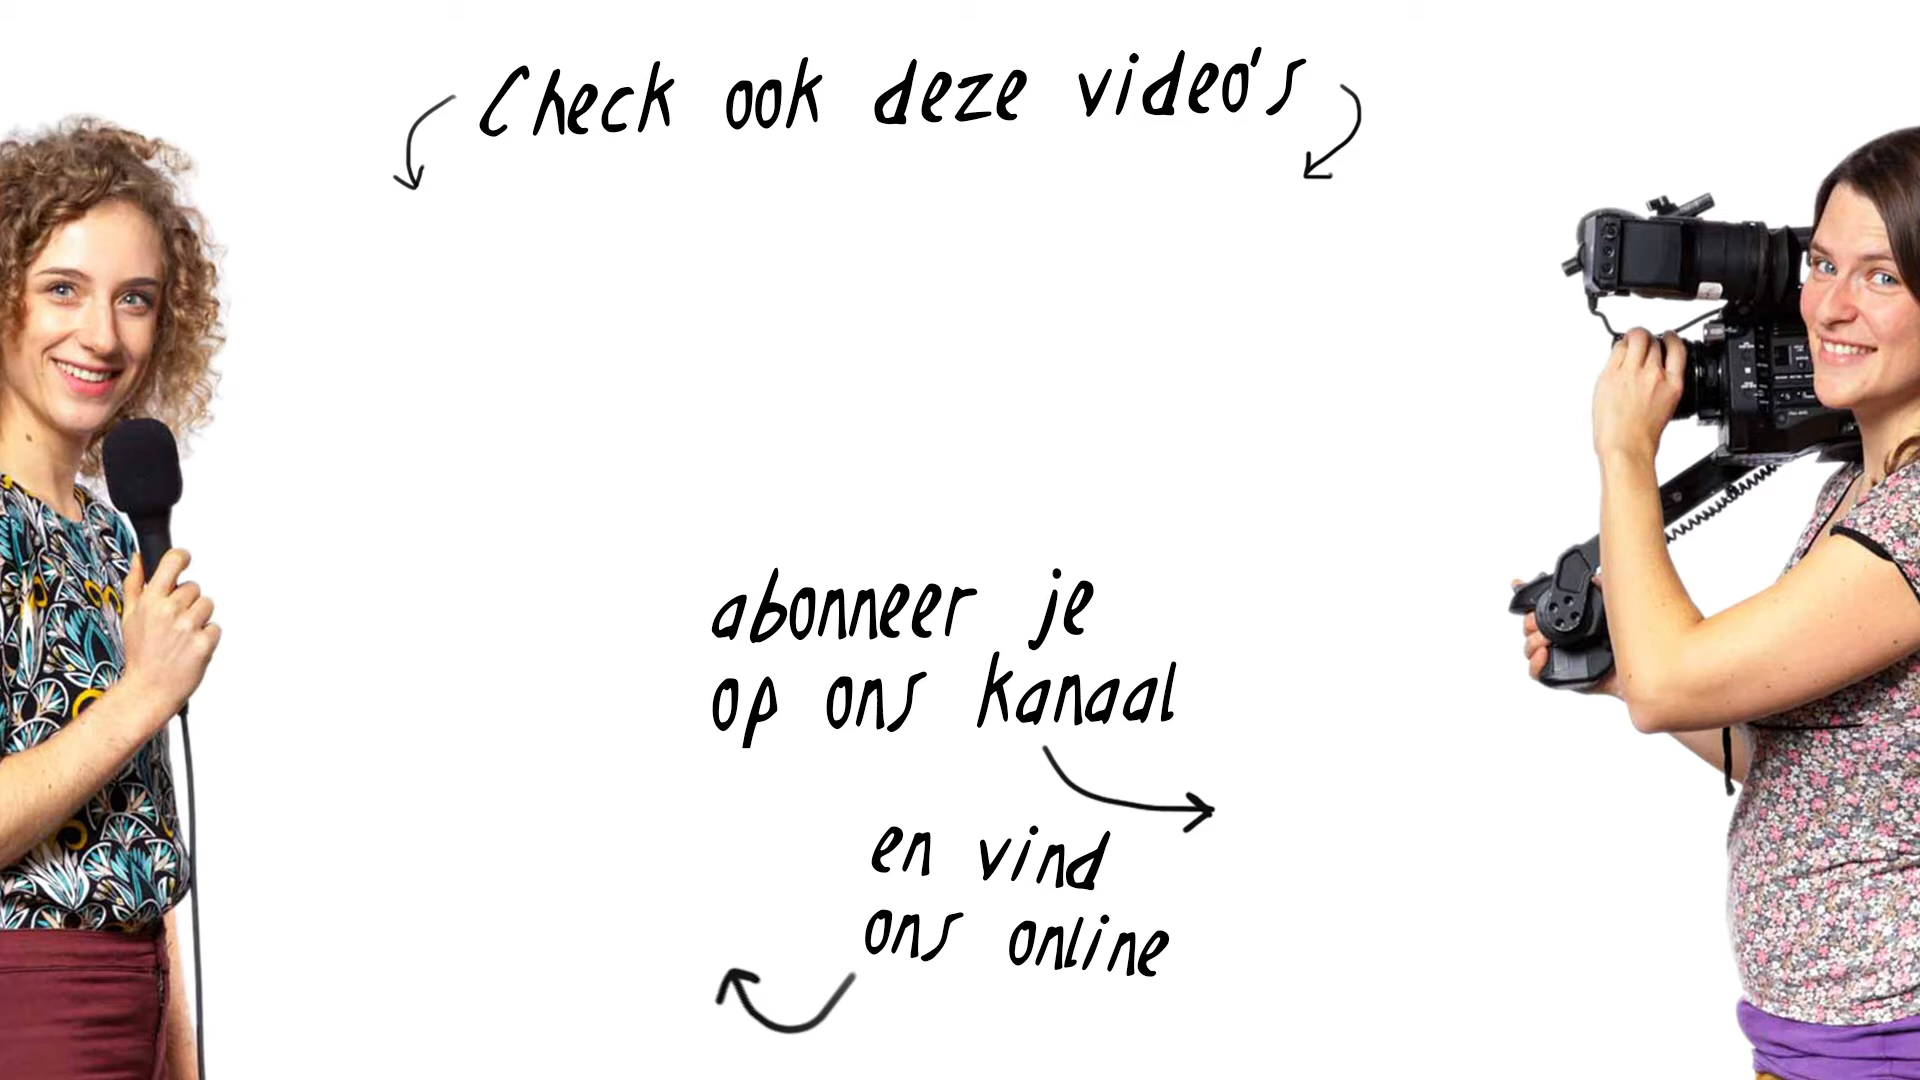 Check ook deze video's
abonneer je
op ons kanaal
en vind
ons online